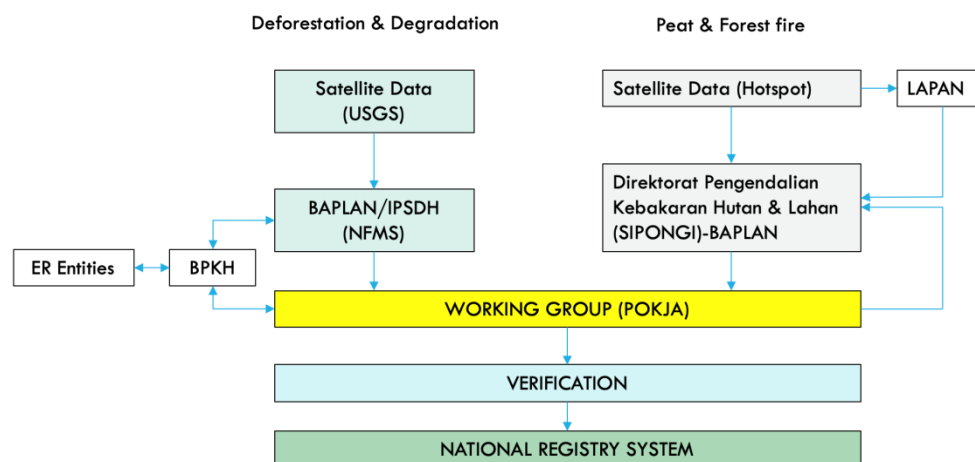 Deforestation & Degradation
Peat & Forest fire
Satellite Data
(USGS)
Satellite Data (Hotspot)
LAPAN
BAPLAN/IPSDH
(NFMS)
Direktorat Pengendalian
Kebakaran Hutan & Lahan
(SIPONGI)-BAPLAN
ER Entities
BPKH
WORKING GROUP (POKJA)
VERIFICATION
NATIONAL REGISTRY SYSTEM